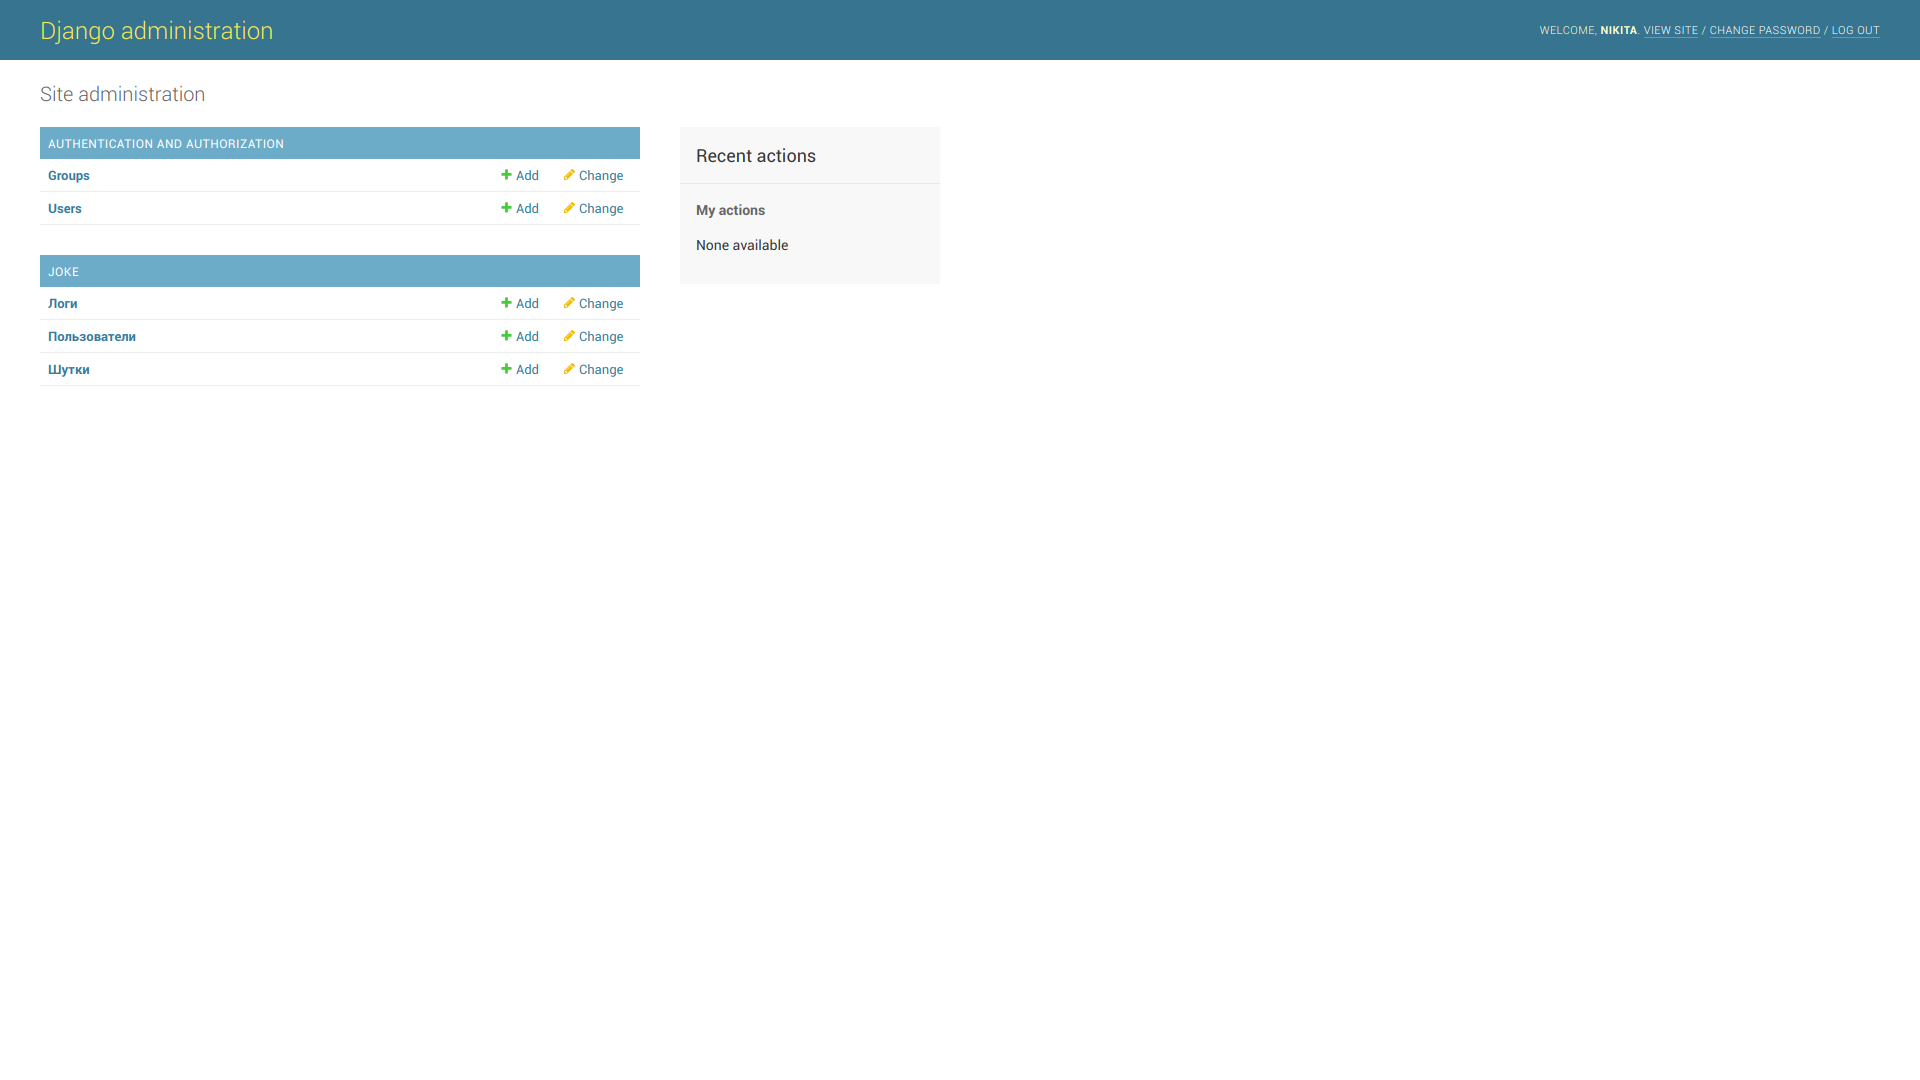 Django administration
WELCOME, NIKITA. VIEW SITE / CHANGE PASSWORD / LOG OUT
Site administration
AUTHENTICATION AND AUTHORIZATION
Groups Add Change
Users Add Change
JOKE
Логи Add Change
Пользователи Add Change
Шутки Add Change
Recent actions
My actions
None available